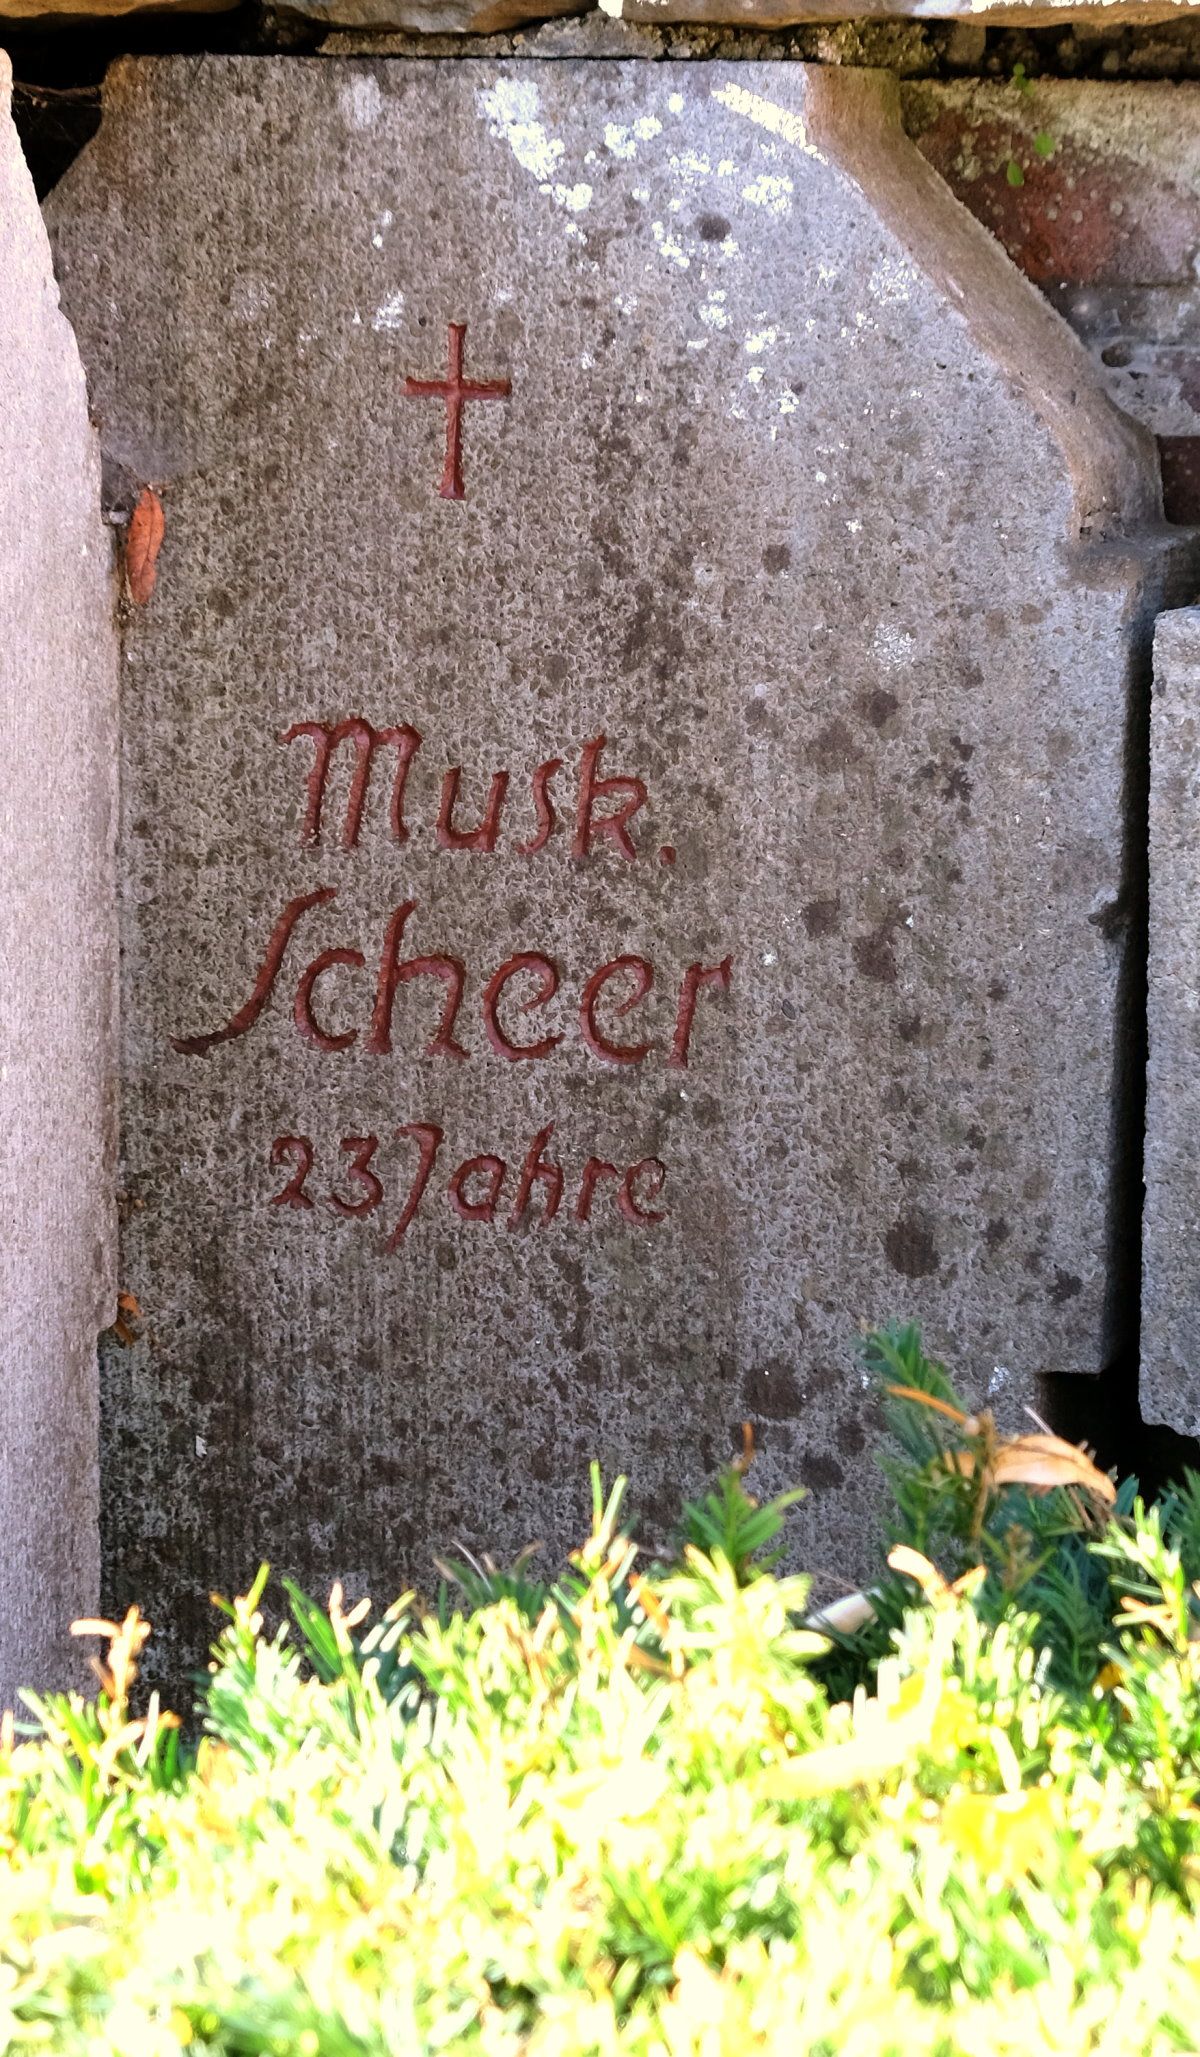 Musk.
Scheer
23 Jahre